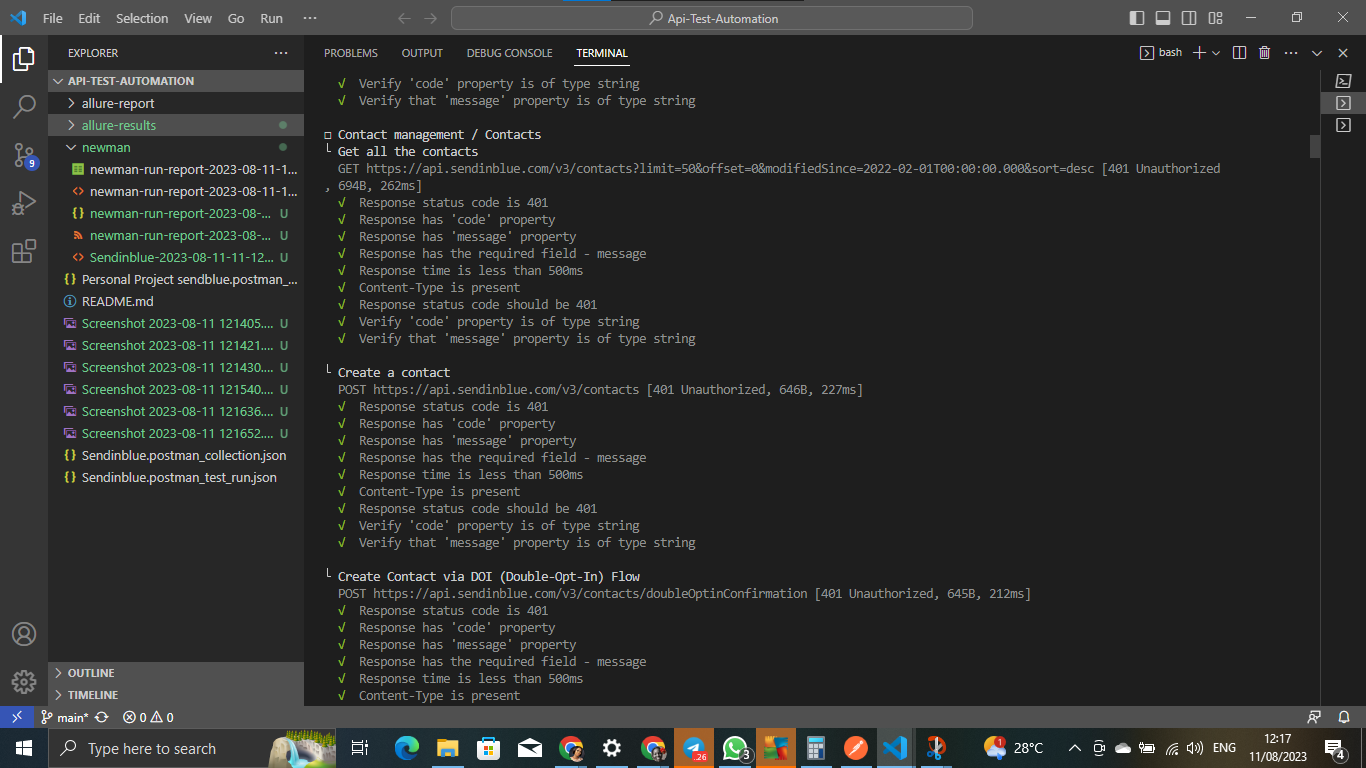 File Edit Selection View Go Run ···
Api-Test-Automation
EXPLORER
API-TEST-AUTOMATION
allure-report
allure-results
newman
newman-run-report-2023-08-11-1...
newman-run-report-2023-08-11-1...
newman-run-report-2023-08-... U
newman-run-report-2023-08-... U
Sendinblue-2023-08-11-11-12... U
Personal Project sendblue.postman_...
README.md
Screenshot 2023-08-11 121405.... U
Screenshot 2023-08-11 121421.... U
Screenshot 2023-08-11 121430.... U
Screenshot 2023-08-11 121540.... U
Screenshot 2023-08-11 121636.... U
Screenshot 2023-08-11 121652.... U
Sendinblue.postman_collection.json
Sendinblue.postman_test_run.json
OUTLINE
TIMELINE
9
PROBLEMS OUTPUT DEBUG CONSOLE TERMINAL
bash
√ Verify 'code' property is of type string
√ Verify that 'message' property is of type string
□ Contact management / Contacts
└ Get all the contacts
GET https://api.sendinblue.com/v3/contacts?limit=50&offset=0&modifiedSince=2022-02-01T00:00:00.000&sort=desc [401 Unauthorized
, 694B, 262ms]
√ Response status code is 401
√ Response has 'code' property
√ Response has 'message' property
√ Response has the required field - message
√ Response time is less than 500ms
√ Content-Type is present
√ Response status code should be 401
√ Verify 'code' property is of type string
√ Verify that 'message' property is of type string
└ Create a contact
POST https://api.sendinblue.com/v3/contacts [401 Unauthorized, 646B, 227ms]
√ Response status code is 401
√ Response has 'code' property
√ Response has 'message' property
√ Response has the required field - message
√ Response time is less than 500ms
√ Content-Type is present
√ Response status code should be 401
√ Verify 'code' property is of type string
√ Verify that 'message' property is of type string
└ Create Contact via DOI (Double-Opt-In) Flow
POST https://api.sendinblue.com/v3/contacts/doubleOptinConfirmation [401 Unauthorized, 645B, 212ms]
√ Response status code is 401
√ Response has 'code' property
√ Response has 'message' property
√ Response has the required field - message
√ Response time is less than 500ms
√ Content-Type is present
main* 0 0
Type here to search
.26
3
1
28°C
ENG
12:17
11/08/2023
4